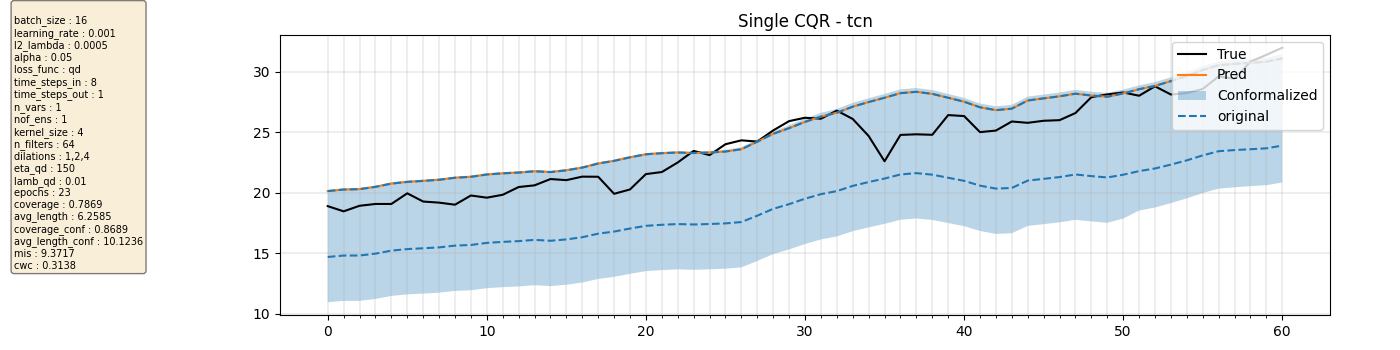 batch_size : 16
learning_rate : 0.001
l2_lambda : 0.0005
alpha : 0.05
loss_func : qd
time_steps_in : 8
time_steps_out : 1
n_vars : 1
nof_ens : 1
kernel_size : 4
n_filters : 64
dilations : 1,2,4
eta_qd : 150
lamb_qd : 0.01
epochs : 23
coverage : 0.7869
avg_length : 6.2585
coverage_conf : 0.8689
avg_length_conf : 10.1236
mis : 9.3717
cwc : 0.3138
Single CQR - tcn
True
Pred
Conformalized
original
30
25
20
15
10
0 10 20 30 40 50 60